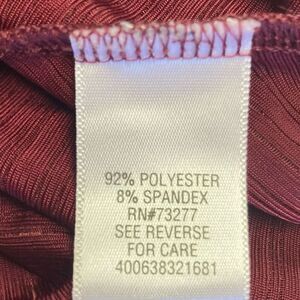 92% POLYESTER
8% SPANDEX
RN#73277
SEE REVERSE
FOR CARE
400638321681